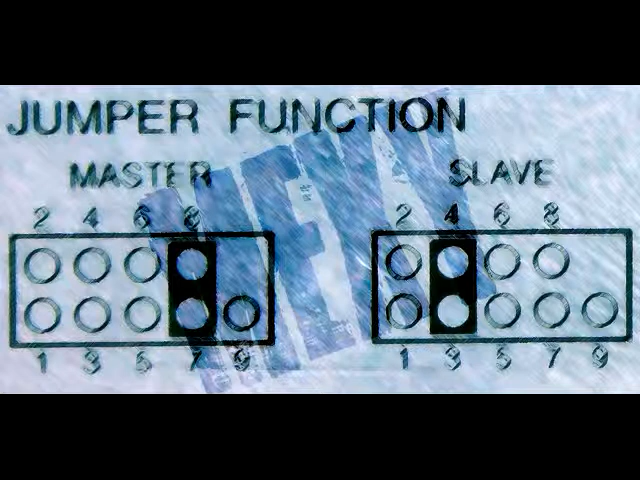 JUMPER FUNCTION
MASTER SLAVE
2 4 6 8 2 4 6 8
1 3 5 7 9 1 3 5 7 9